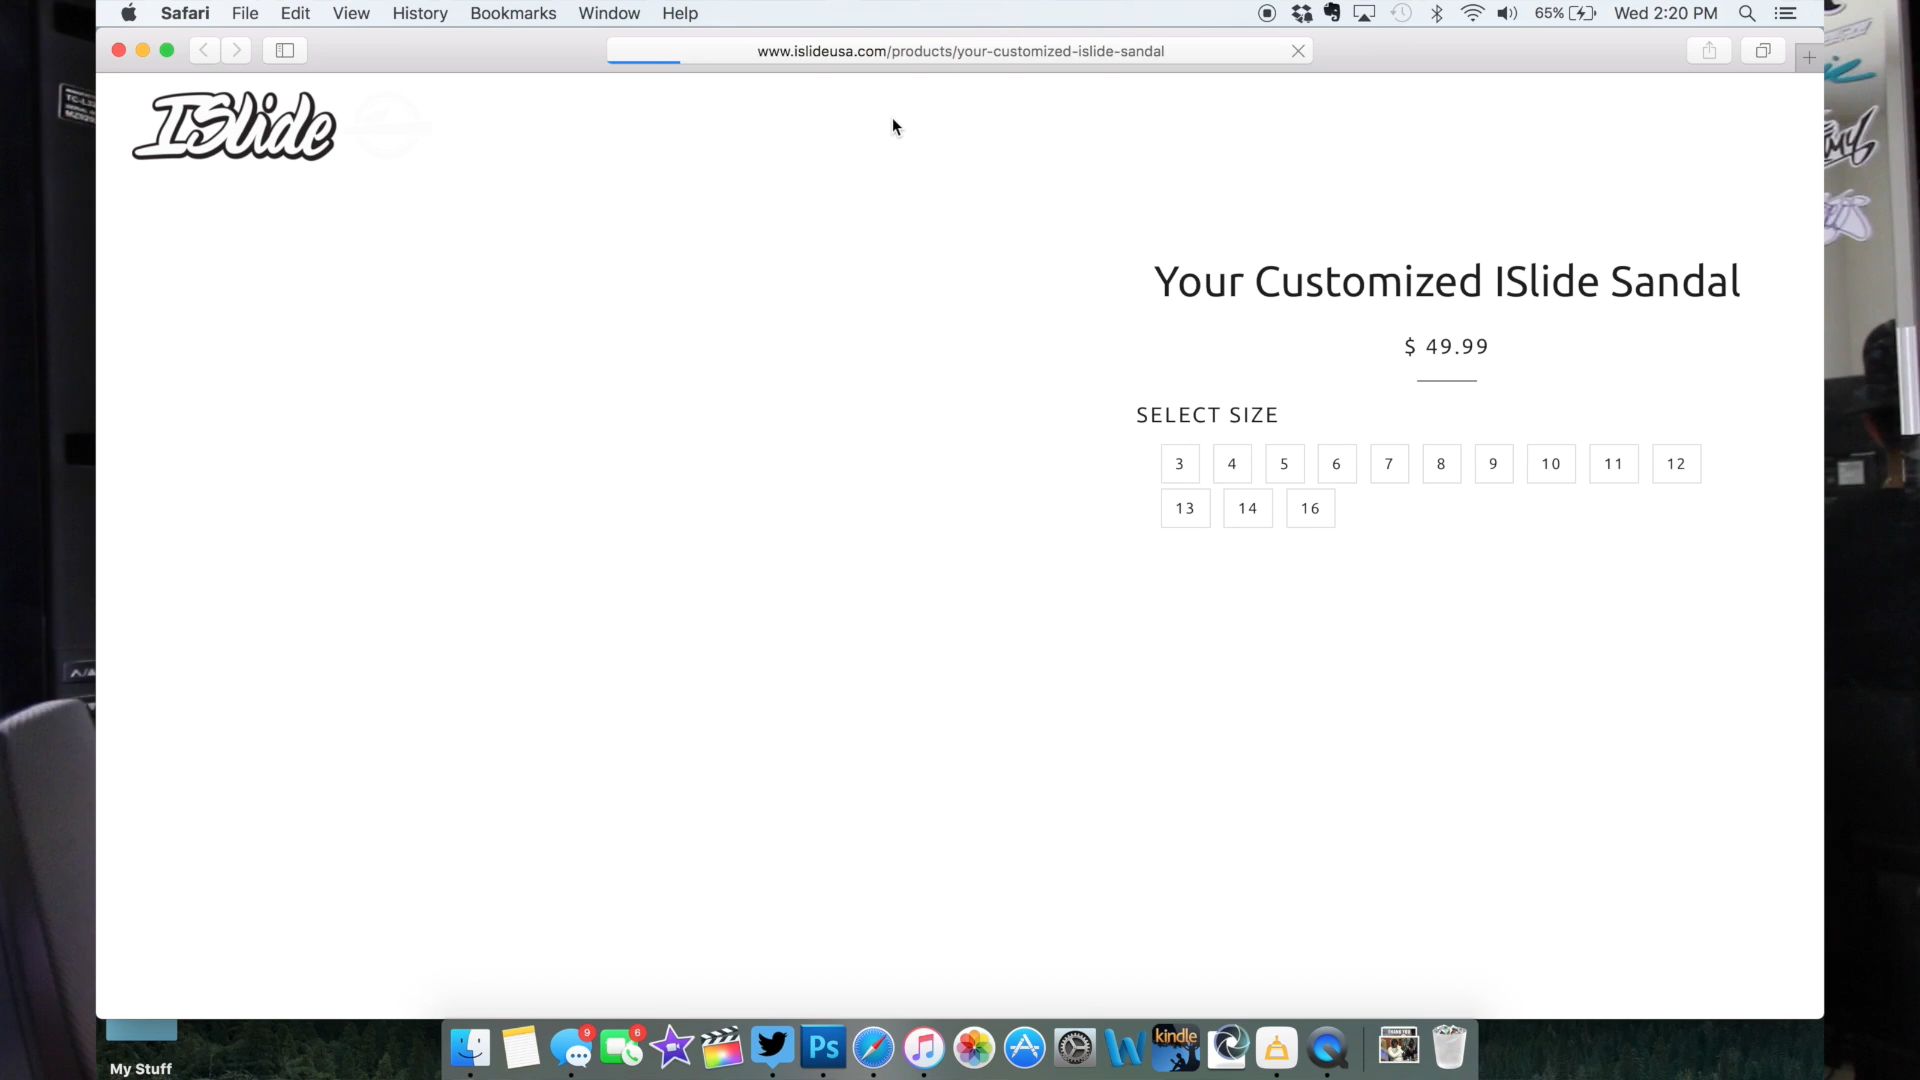 Safari File Edit View History Bookmarks Window Help 65% Wed 2:20 PM
www.islideusa.com/products/your-customized-islide-sandal
ISlide
Your Customized ISlide Sandal
$ 49.99
SELECT SIZE
3 4 5 6 7 8 9 10 11 12
13 14 16
9 6 Ps W kindle THANK YOU
My Stuff